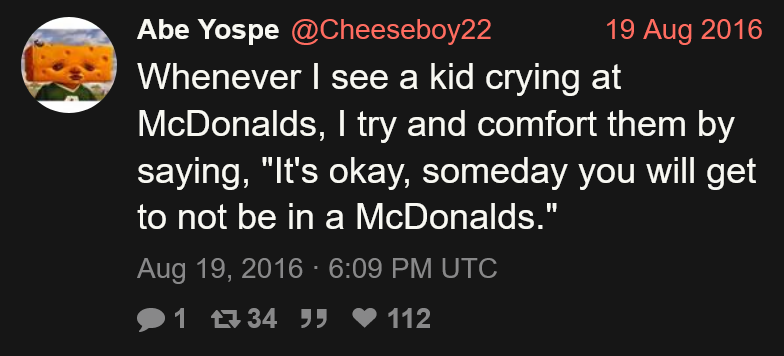 Abe Yospe @Cheeseboy22 19 Aug 2016
Whenever I see a kid crying at
McDonalds, I try and comfort them by
saying, "It's okay, someday you will get
to not be in a McDonalds."
Aug 19, 2016 · 6:09 PM UTC
1 34 112